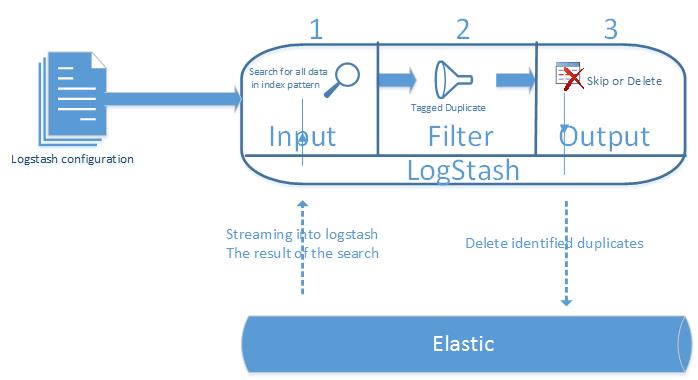 1
2
3
Search for all data
in index pattern
Skip or Delete
Tagged Duplicate
Input
Filter
Output
Logstash configuration
LogStash
Streaming into logstash
The result of the search
Delete identified duplicates
Elastic